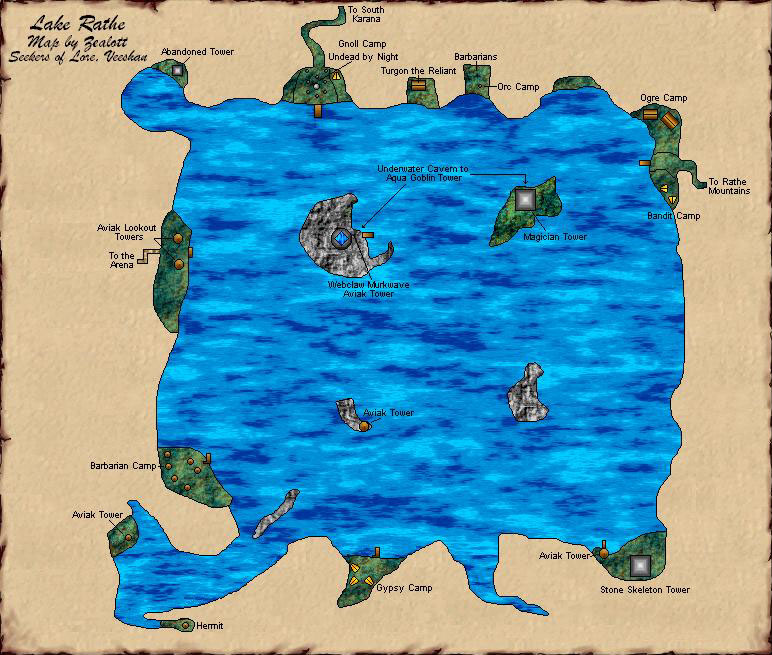 Lake Rathe
Map by Zealott
Seekers of Lore, Veeshan
To South
Karana
Abandoned Tower
Gnoll Camp
Undead by Night
Turgon the Reliant
Barbarians
Orc Camp
Ogre Camp
Underwater Cavern to
Aqua Goblin Tower
To Rathe
Mountains
Bandit Camp
Magician Tower
Aviak Lookout
Towers
To the
Arena
Webclaw Murkwave
Aviak Tower
Aviak Tower
Barbarian Camp
Aviak Tower
Aviak Tower
Gypsy Camp
Stone Skeleton Tower
Hermit